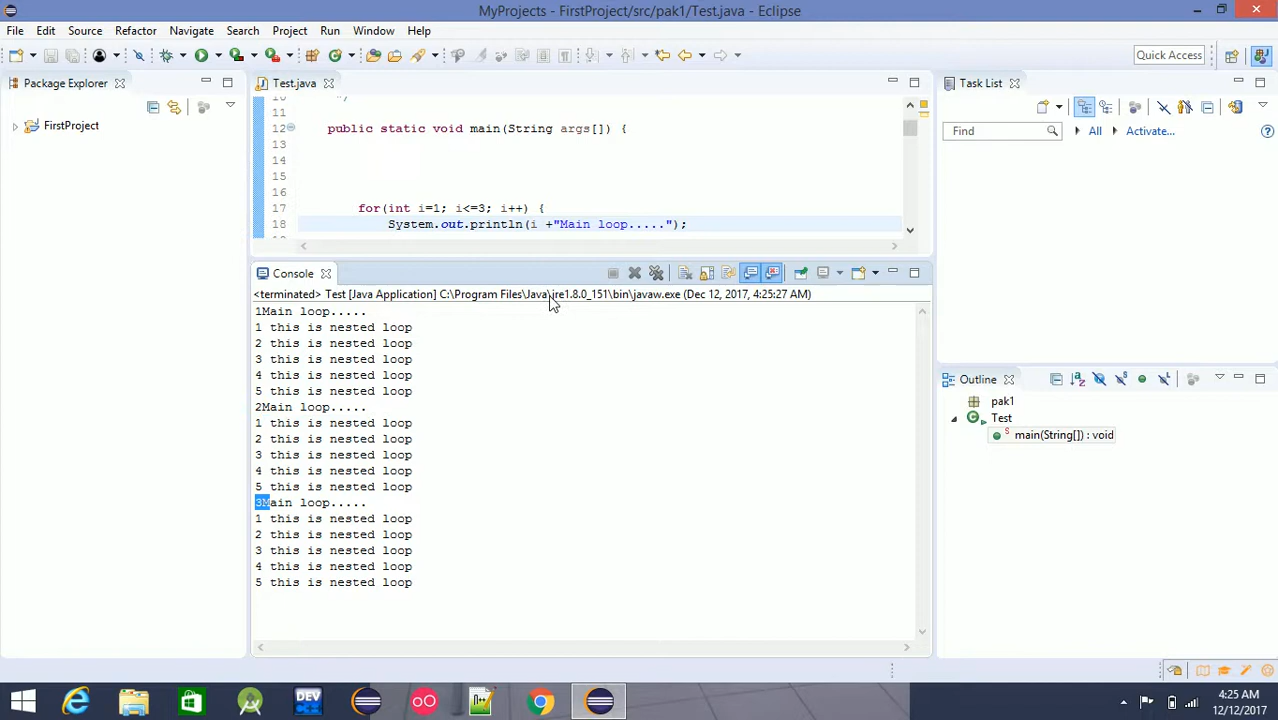 MyProjects - FirstProject/src/pak1/Test.java - Eclipse
File Edit Source Refactor Navigate Search Project Run Window Help
Quick Access
Package Explorer
FirstProject
Test.java
10 */
11
12 public static void main(String args[]) {
13
14
15
16
17 for(int i=1; i<=3; i++) {
18 System.out.println(i +"Main loop.....");
Console
<terminated> Test [Java Application] C:\Program Files\Java\jre1.8.0_151\bin\javaw.exe (Dec 12, 2017, 4:25:27 AM)
1Main loop.....
1 this is nested loop
2 this is nested loop
3 this is nested loop
4 this is nested loop
5 this is nested loop
2Main loop.....
1 this is nested loop
2 this is nested loop
3 this is nested loop
4 this is nested loop
5 this is nested loop
3Main loop.....
1 this is nested loop
2 this is nested loop
3 this is nested loop
4 this is nested loop
5 this is nested loop
Task List
Find All Activate...
Outline
pak1
Test
main(String[]) : void
DEV
4:25 AM
12/12/2017